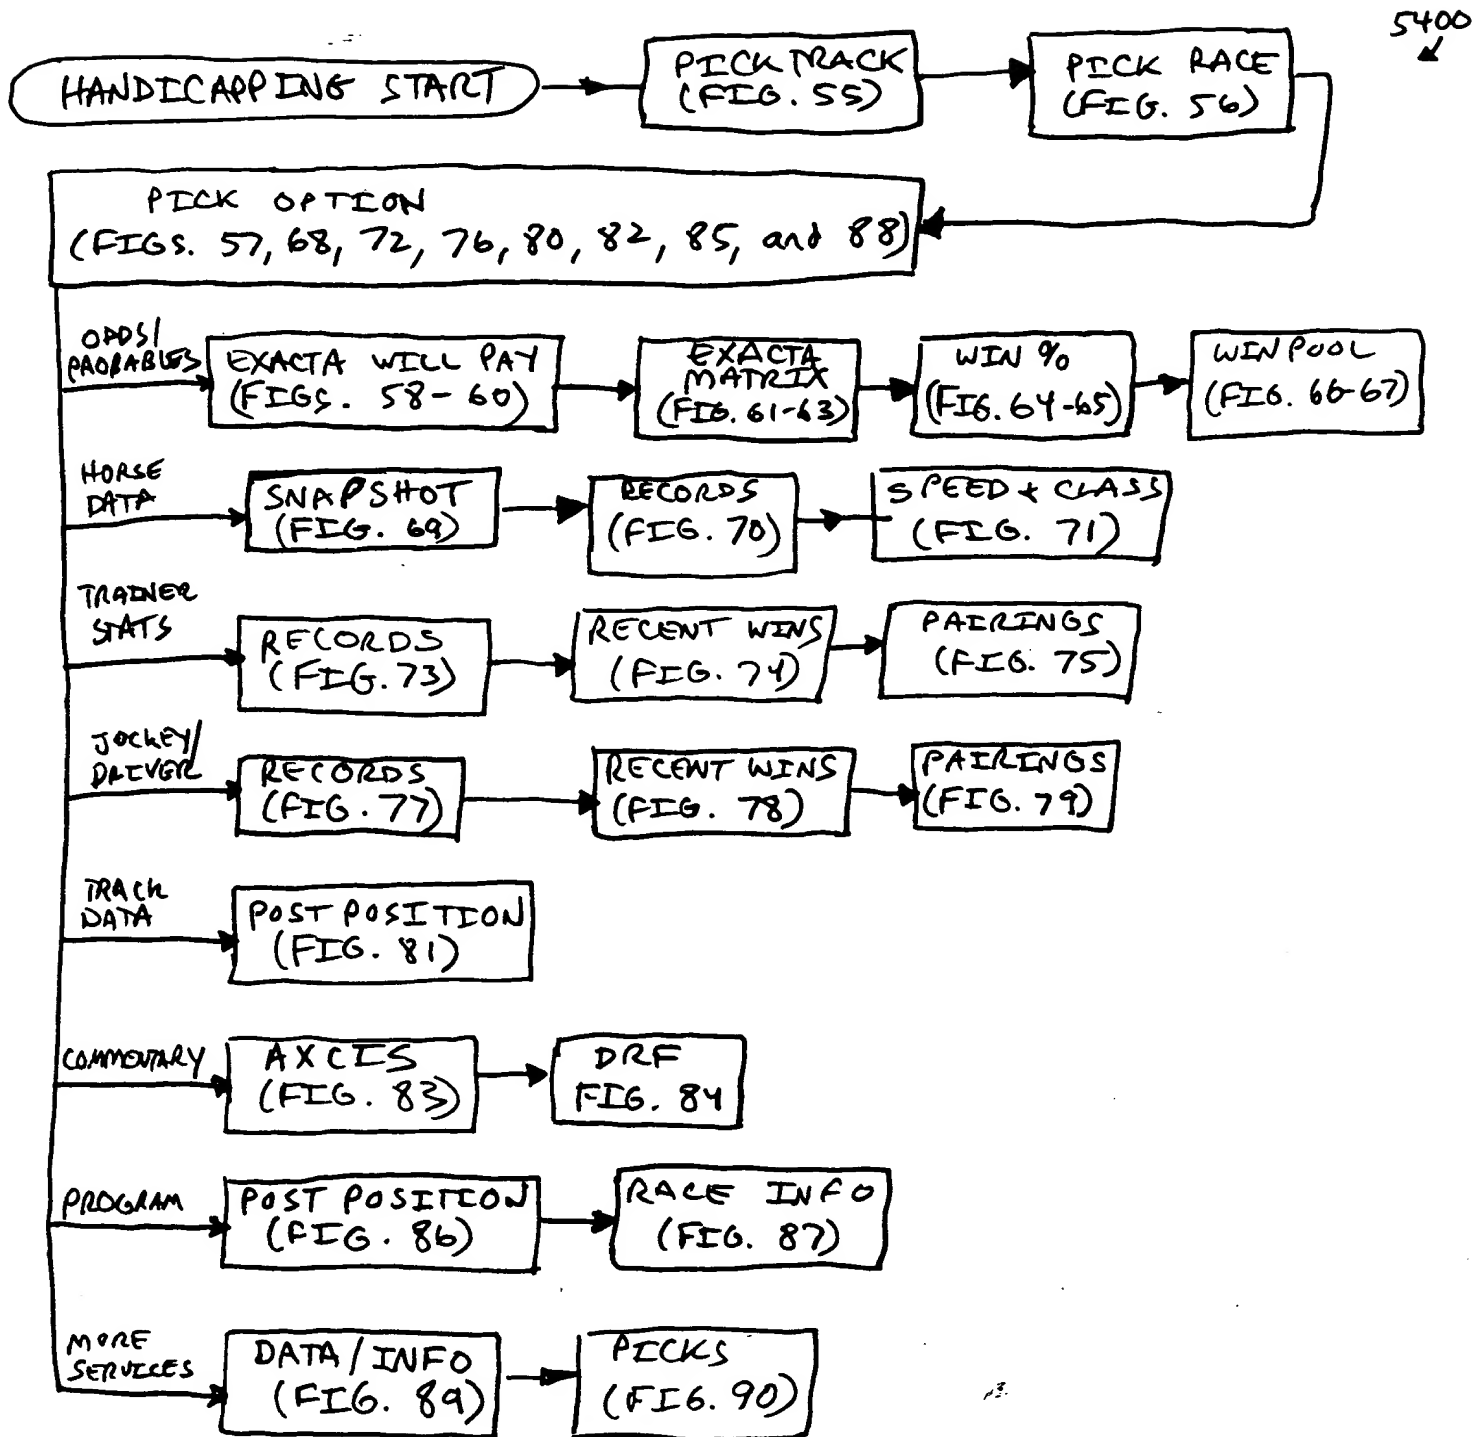 5400
HANDICAPPING START
PICK TRACK
(FIG. 55)
PICK RACE
(FIG. 56)
PICK OPTION
(FIGS. 57, 68, 72, 76, 80, 82, 85, and 88)
ODDS/
PROBABLES
EXACTA WILL PAY
(FIGS. 58-60)
EXACTA
MATRIX
(FIG. 61-63)
WIN %
(FIG. 64-65)
WIN POOL
(FIG. 66-67)
HORSE
DATA
SNAPSHOT
(FIG. 69)
RECORDS
(FIG. 70)
SPEED + CLASS
(FIG. 71)
TRAINER
STATS
RECORDS
(FIG. 73)
RECENT WINS
(FIG. 74)
PAIRINGS
(FIG. 75)
JOCKEY/
DRIVER
RECORDS
(FIG. 77)
RECENT WINS
(FIG. 78)
PAIRINGS
(FIG. 79)
TRACK
DATA
POST POSITION
(FIG. 81)
COMMENTARY
AXCIS
(FIG. 83)
DRF
FIG. 84
PROGRAM
POST POSITION
(FIG. 86)
RACE INFO
(FIG. 87)
MORE
SERVICES
DATA/INFO
(FIG. 89)
PICKS
(FIG. 90)